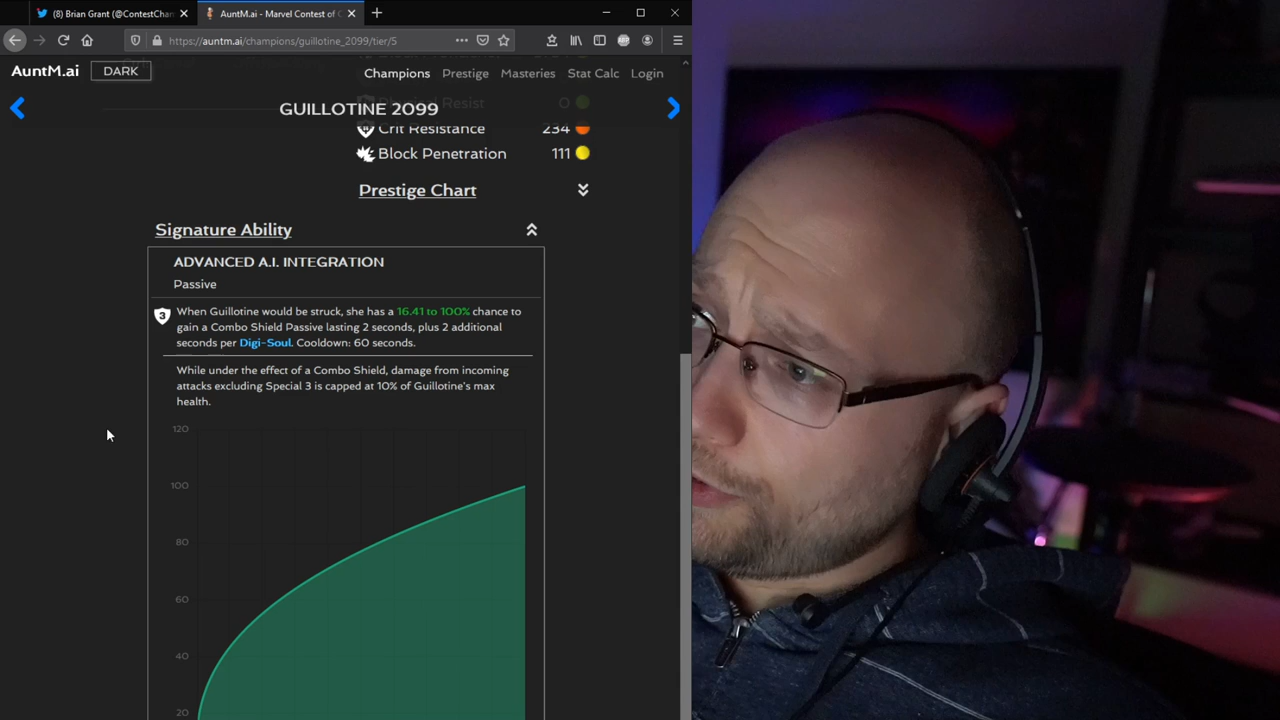 (8) Brian Grant (@ContestChan
AuntM.ai - Marvel Contest of C
https://auntm.ai/champions/guillotine_2099/tier/5
AuntM.ai
DARK
Champions
Prestige
Masteries
Stat Calc
Login
GUILLOTINE 2099
Resist 0
Crit Resistance 234
Block Penetration 111
Prestige Chart
Signature Ability
ADVANCED A.I. INTEGRATION
Passive
3
When Guillotine would be struck, she has a 16.41 to 100% chance to
gain a Combo Shield Passive lasting 2 seconds, plus 2 additional
seconds per Digi-Soul. Cooldown: 60 seconds.
While under the effect of a Combo Shield, damage from incoming
attacks excluding Special 3 is capped at 10% of Guillotine's max
health.
120
100
80
60
40
20